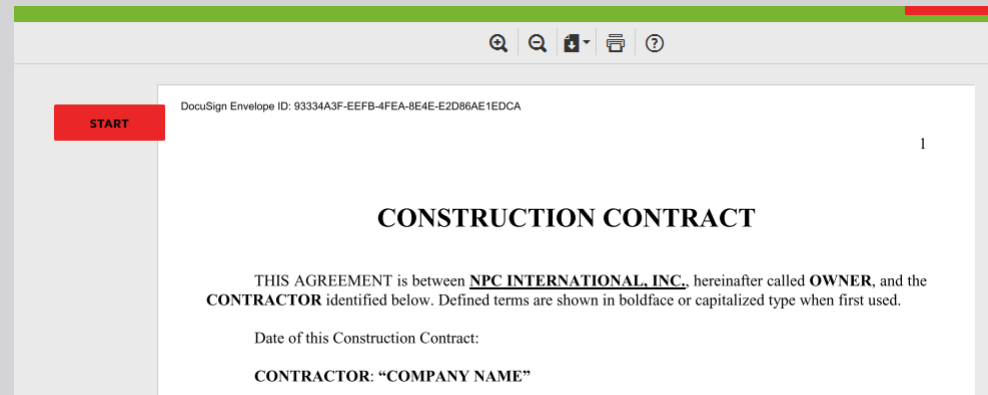 DocuSign Envelope ID: 93334A3F-EEFB-4FEA-8E4E-E2D86AE1EDCA
START
1
CONSTRUCTION CONTRACT
THIS AGREEMENT is between NPC INTERNATIONAL, INC., hereinafter called OWNER, and the
CONTRACTOR identified below. Defined terms are shown in boldface or capitalized type when first used.
Date of this Construction Contract:
CONTRACTOR: “COMPANY NAME”